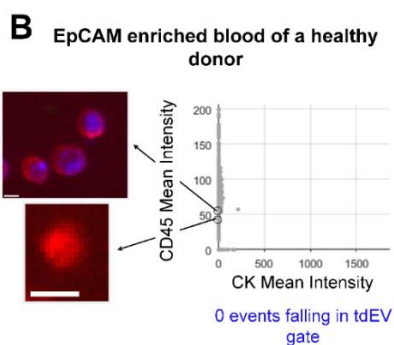 B
EpCAM enriched blood of a healthy
donor
CD45 Mean Intensity
200
150
100
50
0
0 500 1000 1500
CK Mean Intensity
0 events falling in tdEV
gate